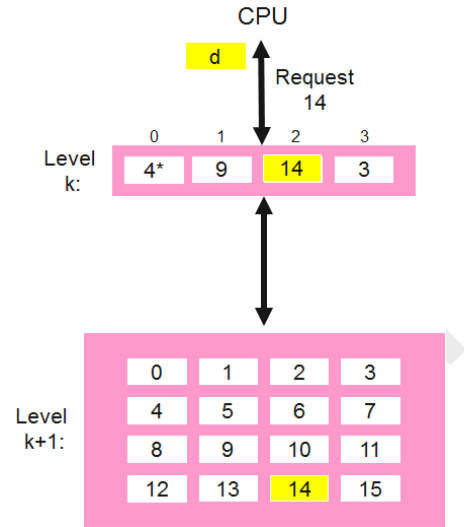 CPU
d
Request
14
0 1 2 3
Level
k:
4* 9 14 3
0 1 2 3
4 5 6 7
Level
k+1:
8 9 10 11
12 13 14 15